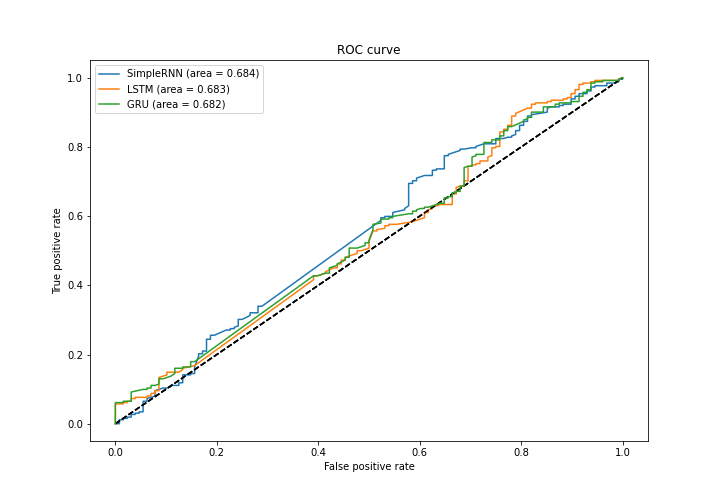 ROC curve
SimpleRNN (area = 0.684)
LSTM (area = 0.683)
GRU (area = 0.682)
True positive rate
1.0
0.8
0.6
0.4
0.2
0.0
0.0 0.2 0.4 0.6 0.8 1.0
False positive rate